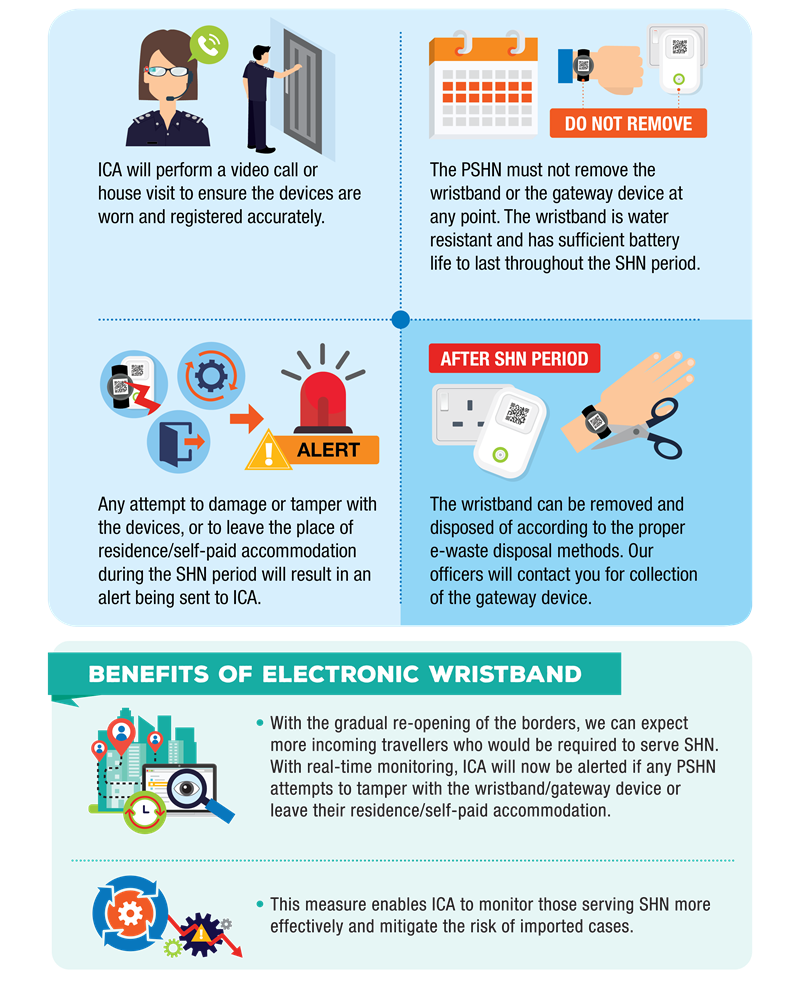 ICA will perform a video call or
house visit to ensure the devices are
worn and registered accurately.
DO NOT REMOVE
The PSHN must not remove the
wristband or the gateway device at
any point. The wristband is water
resistant and has sufficient battery
life to last throughout the SHN period.
ALERT
Any attempt to damage or tamper with
the devices, or to leave the place of
residence/self-paid accommodation
during the SHN period will result in an
alert being sent to ICA.
AFTER SHN PERIOD
The wristband can be removed and
disposed of according to the proper
e-waste disposal methods. Our
officers will contact you for collection
of the gateway device.
BENEFITS OF ELECTRONIC WRISTBAND
• With the gradual re-opening of the borders, we can expect
more incoming travellers who would be required to serve SHN.
With real-time monitoring, ICA will now be alerted if any PSHN
attempts to tamper with the wristband/gateway device or
leave their residence/self-paid accommodation.
• This measure enables ICA to monitor those serving SHN more
effectively and mitigate the risk of imported cases.